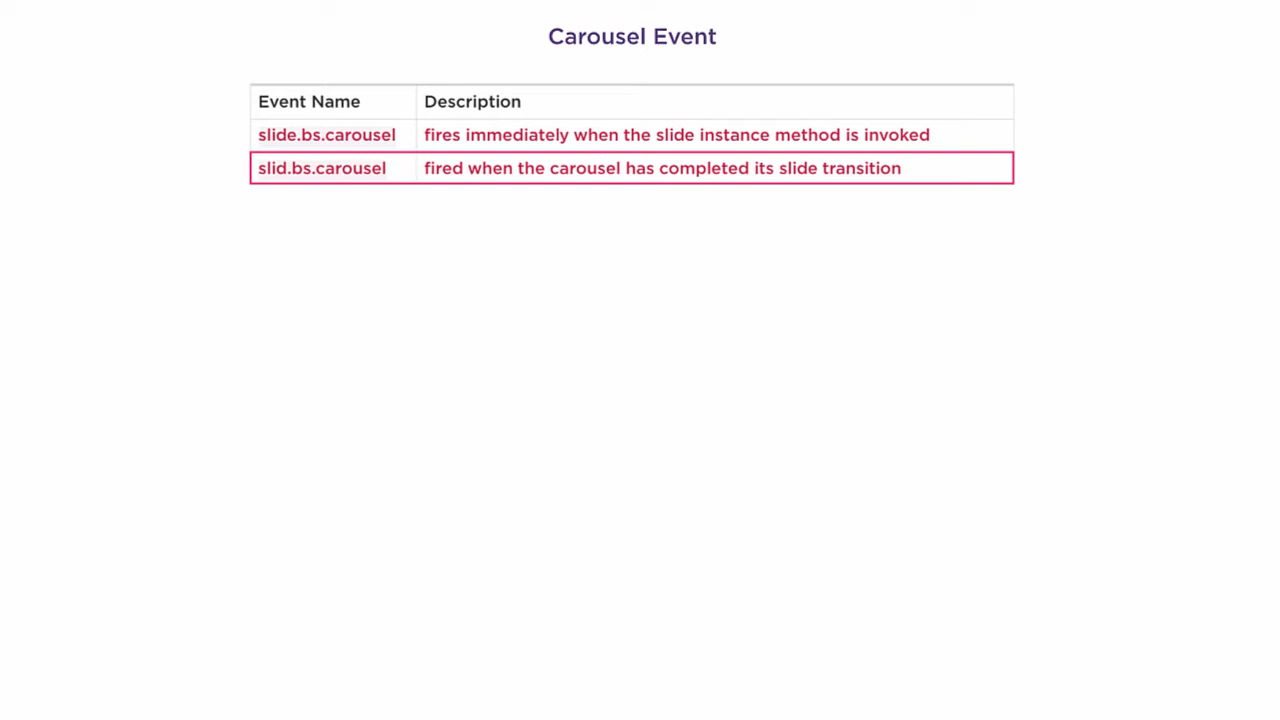 Carousel Event
Event Name Description
slide.bs.carousel fires immediately when the slide instance method is invoked
slid.bs.carousel fired when the carousel has completed its slide transition